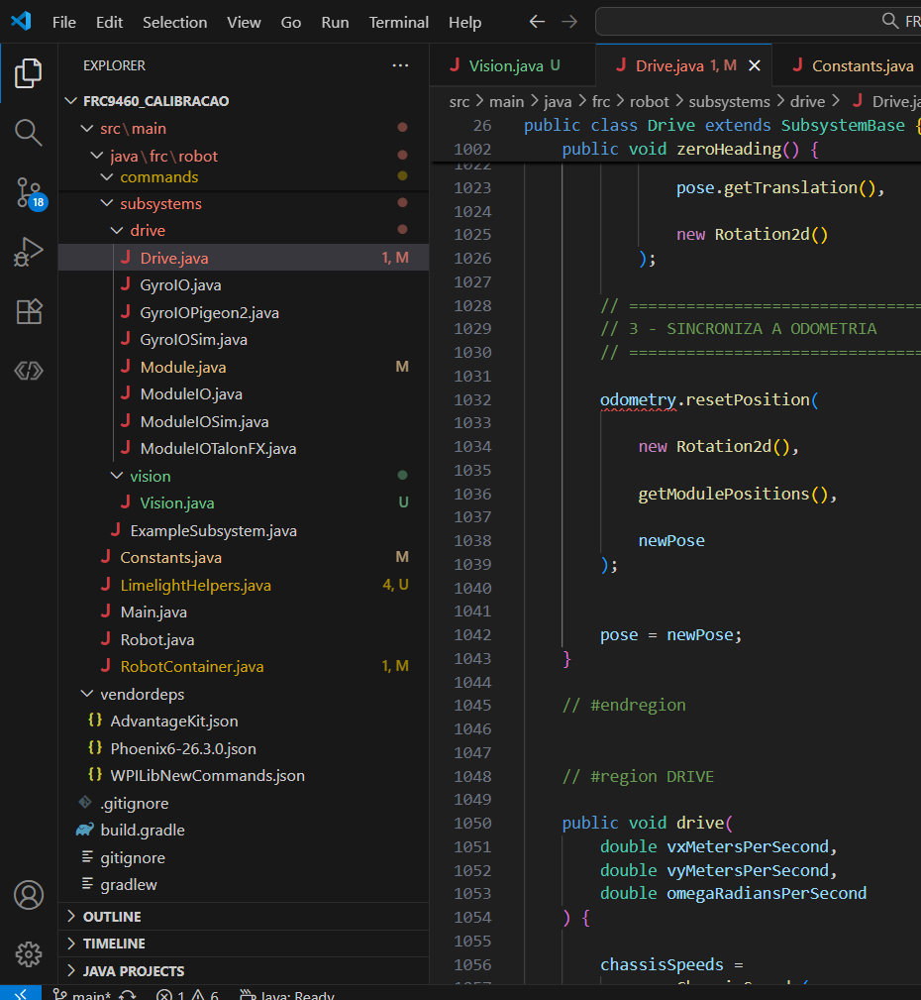 File Edit Selection View Go Run Terminal Help
EXPLORER
FRC9460_CALIBRACAO
src\main
java\frc\robot
commands
subsystems
drive
Drive.java 1, M
GyroIO.java
GyroIOPigeon2.java
GyroIOSim.java
Module.java M
ModuleIO.java
ModuleIOSim.java
ModuleIOTalonFX.java
vision
Vision.java U
ExampleSubsystem.java
Constants.java M
LimelightHelpers.java 4, U
Main.java
Robot.java
RobotContainer.java 1, M
vendordeps
{} AdvantageKit.json
{} Phoenix6-26.3.0.json
{} WPILibNewCommands.json
.gitignore
build.gradle
gitignore
gradlew
OUTLINE
TIMELINE
JAVA PROJECTS
18
main* 1 6 Java: Ready
FR
J Vision.java U J Drive.java 1, M J Constants.java
src > main > java > frc > robot > subsystems > drive > J Drive.ja
26 public class Drive extends SubsystemBase {
1002 public void zeroHeading() {
1022
1023 pose.getTranslation(),
1024
1025 new Rotation2d()
1026 );
1027
1028 // ===============================
1029 // 3 - SINCRONIZA A ODOMETRIA
1030 // ===============================
1031
1032 odometry.resetPosition(
1033
1034 new Rotation2d(),
1035
1036 getModulePositions(),
1037
1038 newPose
1039 );
1040
1041
1042 pose = newPose;
1043 }
1044
1045 // #endregion
1046
1047
1048 // #region DRIVE
1049
1050 public void drive(
1051 double vxMetersPerSecond,
1052 double vyMetersPerSecond,
1053 double omegaRadiansPerSecond
1054 ) {
1055
1056 chassisSpeeds =